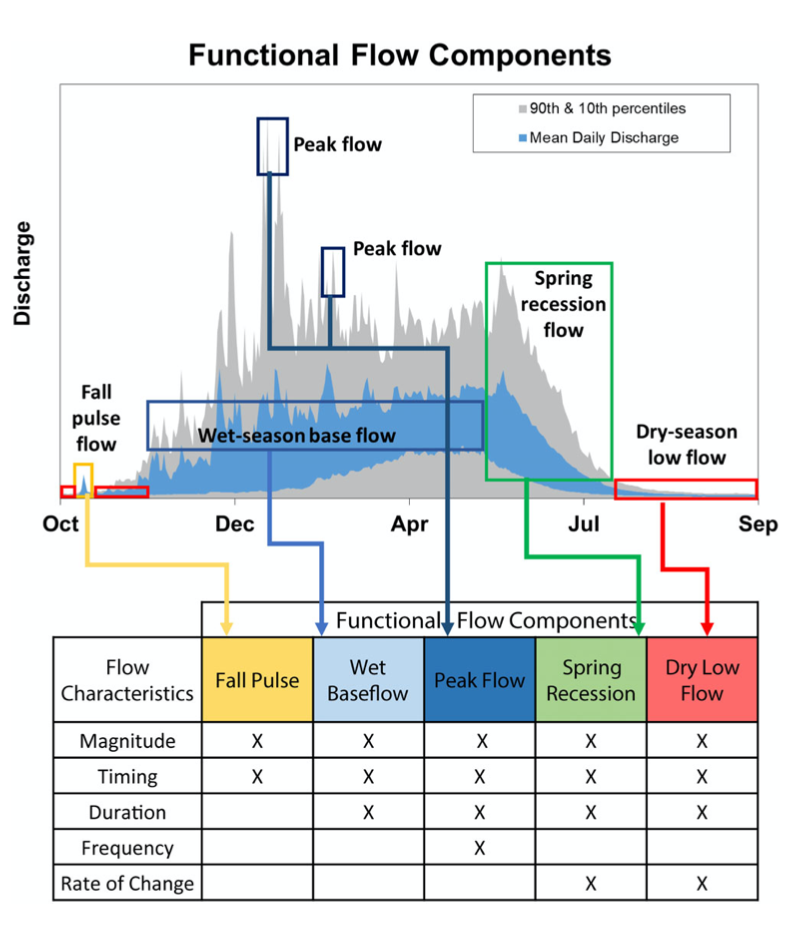 Functional Flow Components
90th & 10th percentiles
Mean Daily Discharge
Peak flow
Peak flow
Spring
recession
flow
Discharge
Fall
pulse
flow
Wet-season base flow
Dry-season
low flow
Oct Dec Apr Jul Sep
Functional Flow Components
Flow
Characteristics
Fall Pulse
Wet
Baseflow
Peak Flow
Spring
Recession
Dry Low
Flow
Magnitude X X X X X
Timing X X X X X
Duration X X X X
Frequency X
Rate of Change X X